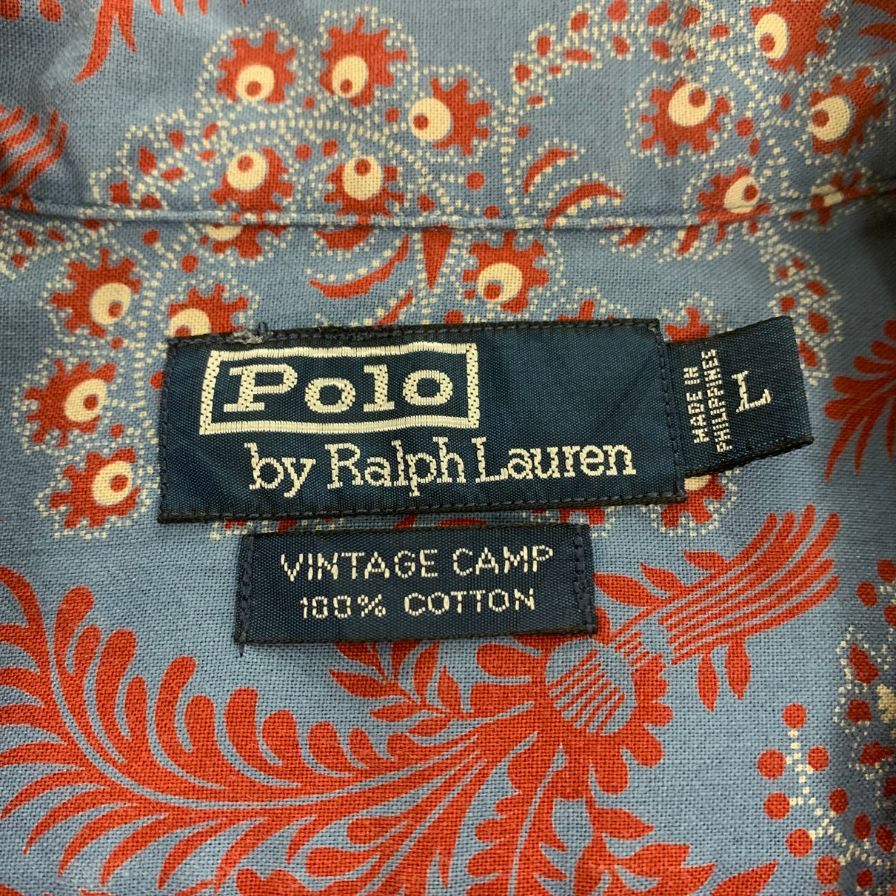 Polo
by Ralph Lauren
MADE IN
PHILIPPINES
L
VINTAGE CAMP
100% COTTON